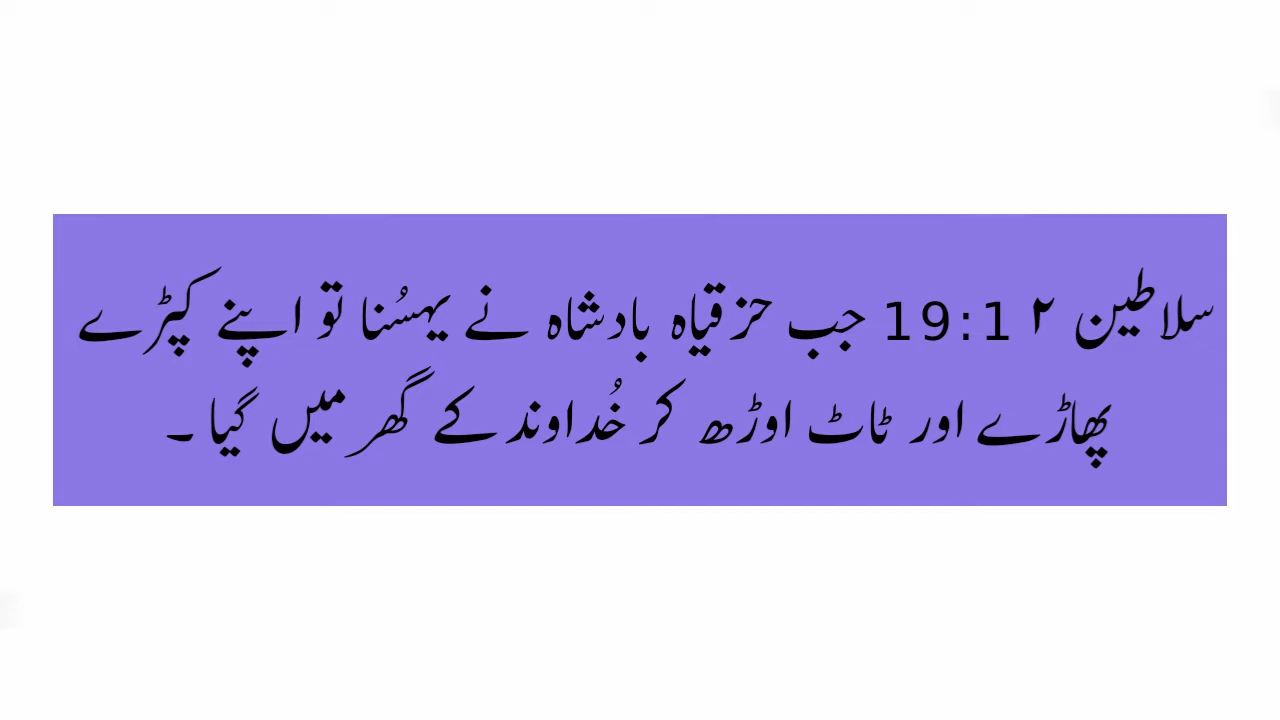 سلاطین ۲ 19:1 جب حزقیاہ بادشاہ نے یہسُنا تو اپنے کپڑے
پھاڑے اور ٹاٹ اوڑھ کر خُداوند کے گھر میں گیا ۔